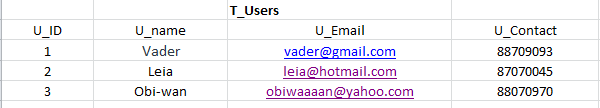 T_Users
U_ID U_name U_Email U_Contact
1 Vader vader@gmail.com 88709093
2 Leia leia@hotmail.com 87070045
3 Obi-wan obiwaaaan@yahoo.com 88070970